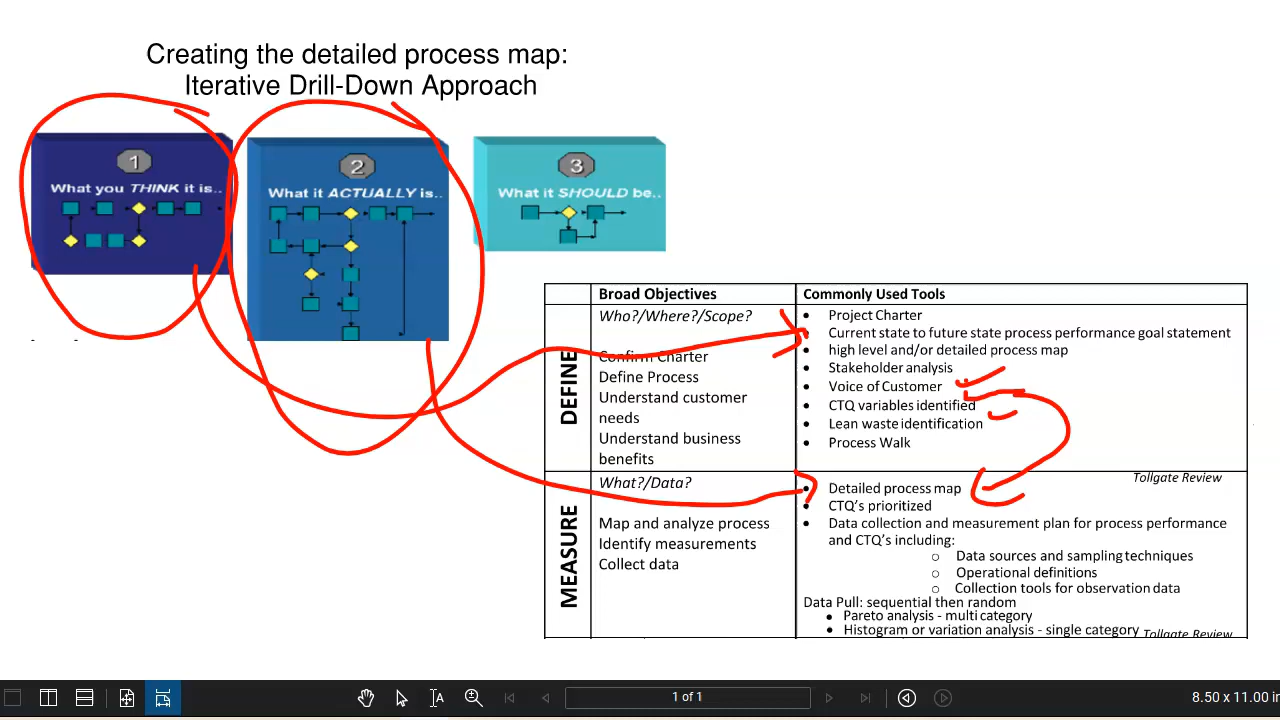 Creating the detailed process map:
Iterative Drill-Down Approach
1
What you THINK it is..
2
What it ACTUALLY is..
3
What it SHOULD be..
Broad Objectives
Commonly Used Tools
DEFINE
Who?/Where?/Scope?
Confirm Charter
Define Process
Understand customer
needs
Understand business
benefits
• Project Charter
• Current state to future state process performance goal statement
• high level and/or detailed process map
• Stakeholder analysis
• Voice of Customer
• CTQ variables identified
• Lean waste identification
• Process Walk
Tollgate Review
MEASURE
What?/Data?
Map and analyze process
Identify measurements
Collect data
• Detailed process map
• CTQ's prioritized
• Data collection and measurement plan for process performance
and CTQ's including:
o Data sources and sampling techniques
o Operational definitions
o Collection tools for observation data
Data Pull: sequential then random
• Pareto analysis - multi category
• Histogram or variation analysis - single category
Tollgate Review
1 of 1
8.50 x 11.00 in